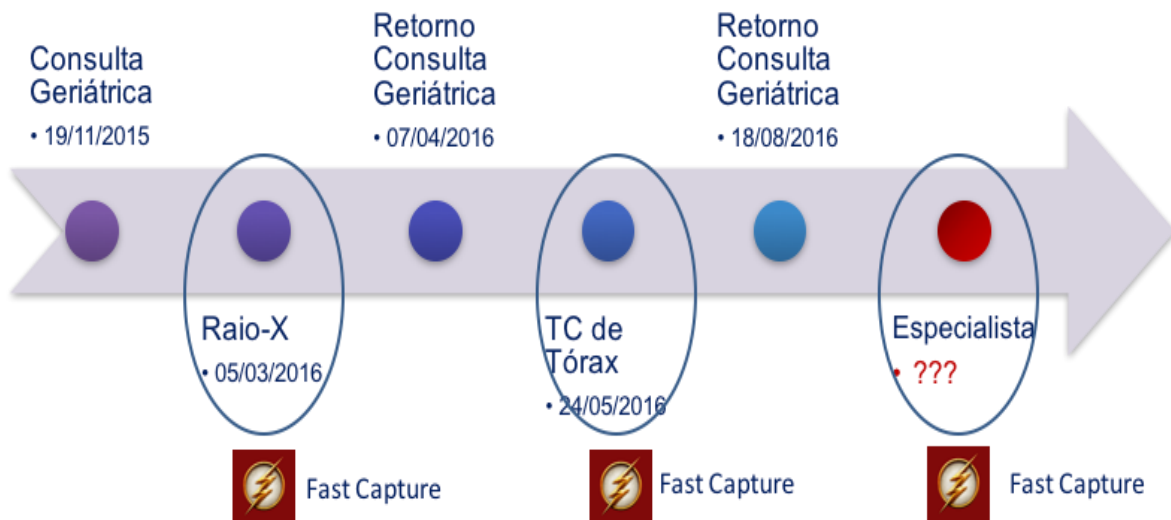 Consulta
Geriátrica
• 19/11/2015
Retorno
Consulta
Geriátrica
• 07/04/2016
Retorno
Consulta
Geriátrica
• 18/08/2016
Raio-X
• 05/03/2016
TC de
Tórax
• 24/05/2016
Especialista
• ???
Fast Capture
Fast Capture
Fast Capture